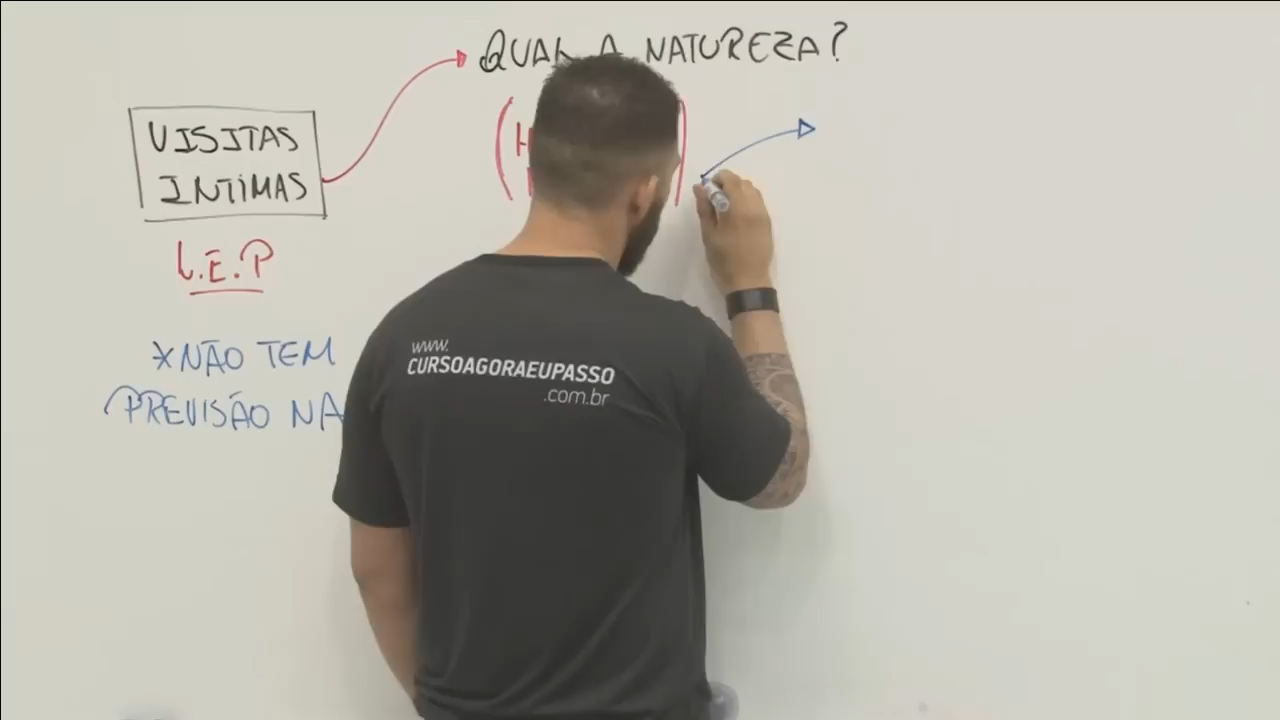 QUAL A NATUREZA?
VISITAS
INTIMAS
L.E.P
*NÃO TEM
PREVISÃO NA
www.
CURSOAGORAEUPASSO
.com.br